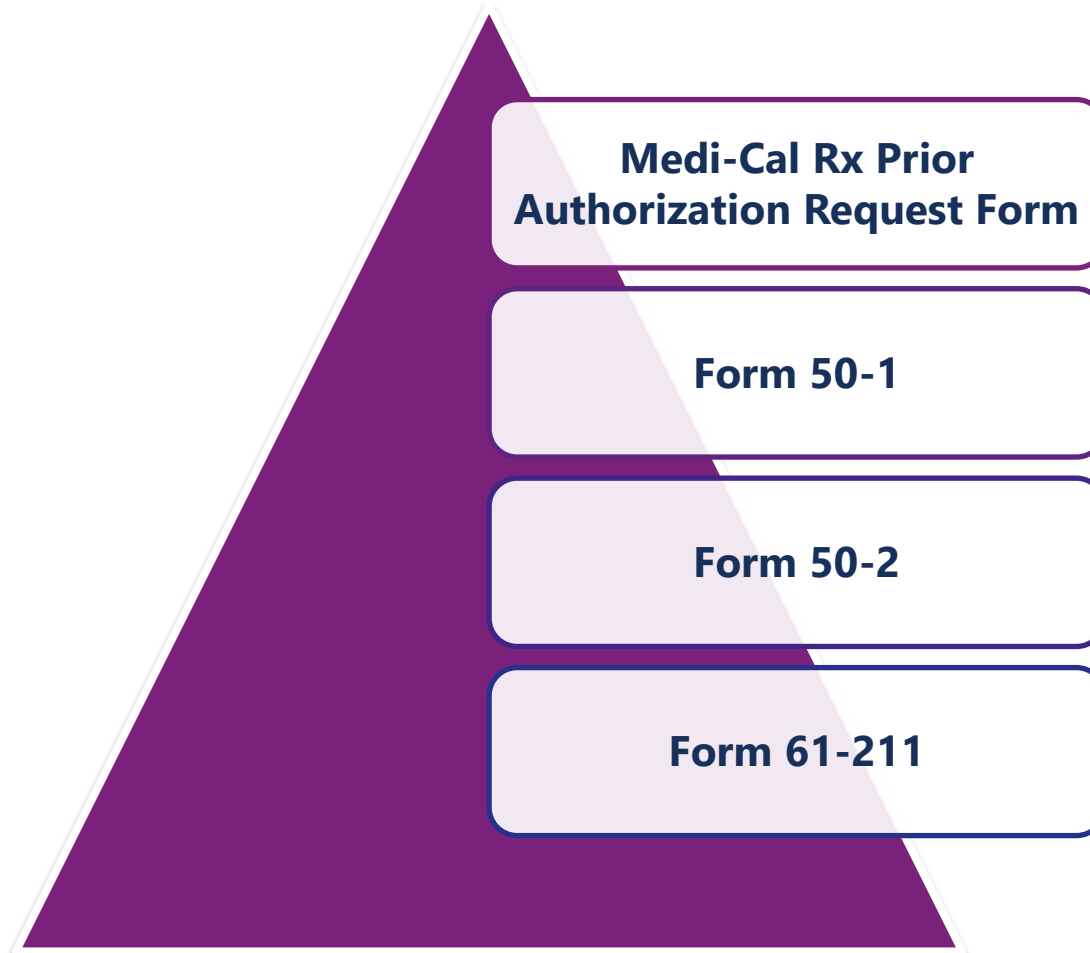 Medi-Cal Rx Prior
Authorization Request Form
Form 50-1
Form 50-2
Form 61-211